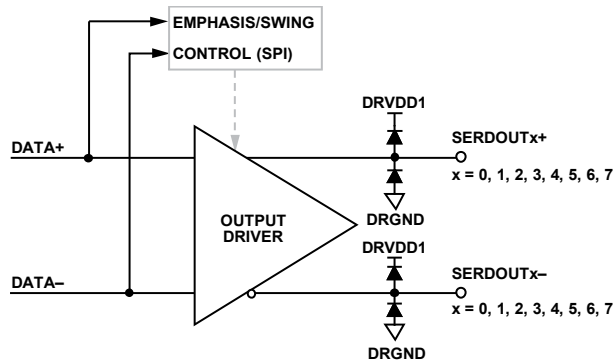 EMPHASIS/SWING
CONTROL (SPI)
DRVDD1
SERDOUTx+
DATA+
x = 0, 1, 2, 3, 4, 5, 6, 7
DRGND
OUTPUT
DRIVER
DRVDD1
SERDOUTx–
DATA–
x = 0, 1, 2, 3, 4, 5, 6, 7
DRGND